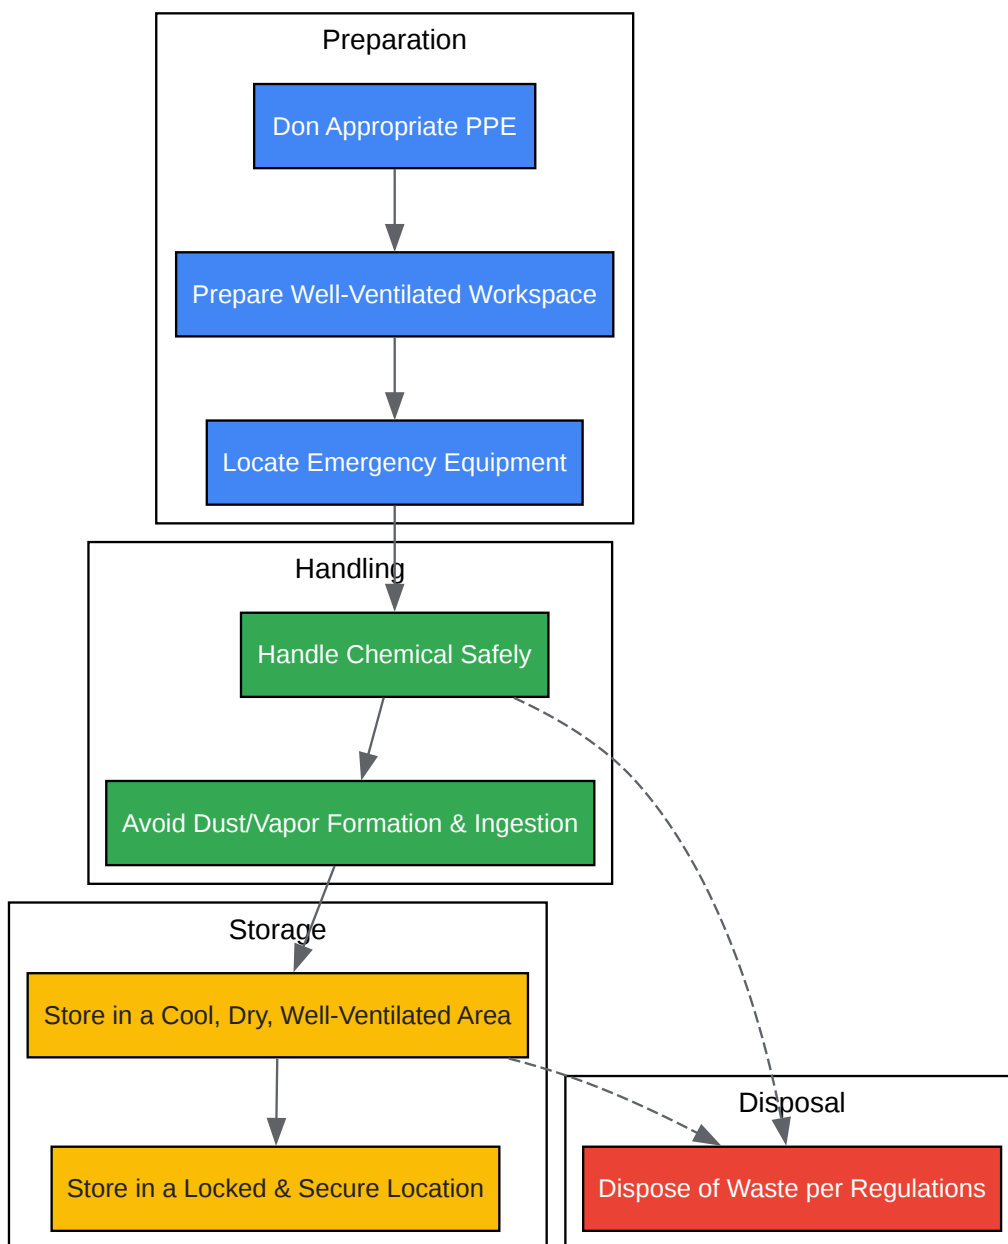 Preparation
Don Appropriate PPE
Prepare Well-Ventilated Workspace
Locate Emergency Equipment
Handling
Handle Chemical Safely
Avoid Dust/Vapor Formation & Ingestion
Storage
Store in a Cool, Dry, Well-Ventilated Area
Store in a Locked & Secure Location
Disposal
Dispose of Waste per Regulations